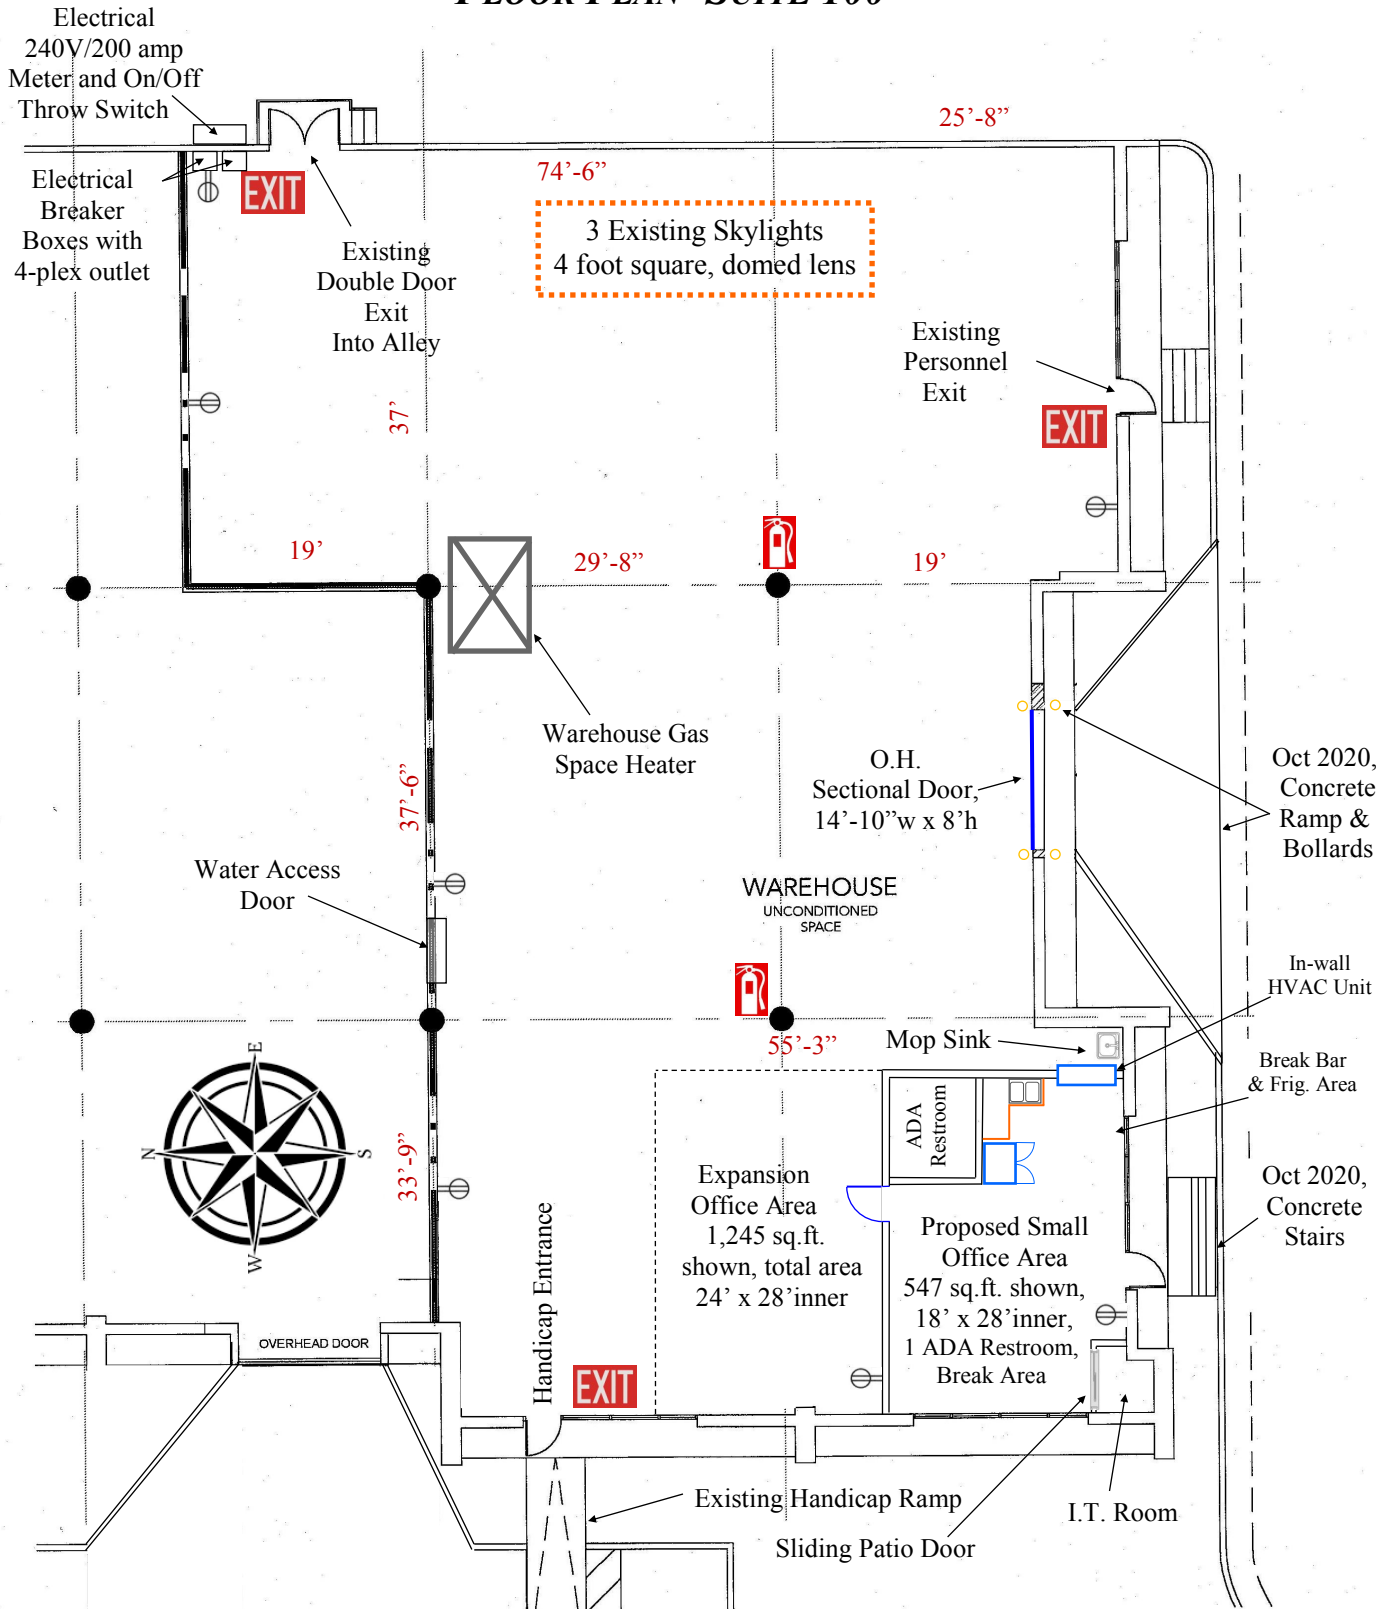 FLOOR PLAN SUITE 100
Electrical
240V/200 amp
Meter and On/Off
Throw Switch
25’-8”
74’-6”
Electrical
Breaker
Boxes with
4-plex outlet
EXIT
3 Existing Skylights
4 foot square, domed lens
Existing
Double Door
Exit
Into Alley
Existing
Personnel
Exit
EXIT
37’
19’
29’-8”
19’
Warehouse Gas
Space Heater
O.H.
Sectional Door,
14’-10”w x 8’h
Oct 2020,
Concrete
Ramp &
Bollards
37’-6”
Water Access
Door
WAREHOUSE
UNCONDITIONED
SPACE
In-wall
HVAC Unit
Mop Sink
55’-3”
Break Bar
& Frig. Area
E
N
S
W
33’-9”
ADA
Restroom
Expansion
Office Area
1,245 sq.ft.
shown, total area
24’ x 28’inner
Proposed Small
Office Area
547 sq.ft. shown,
18’ x 28’inner,
1 ADA Restroom,
Break Area
Oct 2020,
Concrete
Stairs
Handicap Entrance
OVERHEAD DOOR
EXIT
Existing Handicap Ramp
I.T. Room
Sliding Patio Door